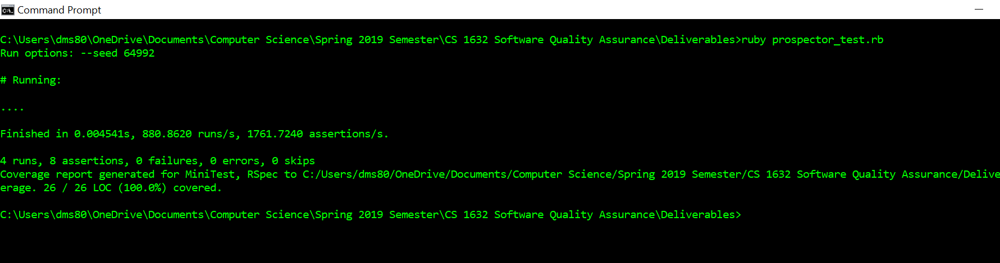 Command Prompt
C:\Users\dms80\OneDrive\Documents\Computer Science\Spring 2019 Semester\CS 1632 Software Quality Assurance\Deliverables>ruby prospector_test.rb
Run options: --seed 64992
# Running:
....
Finished in 0.004541s, 880.8620 runs/s, 1761.7240 assertions/s.
4 runs, 8 assertions, 0 failures, 0 errors, 0 skips
Coverage report generated for MiniTest, RSpec to C:/Users/dms80/OneDrive/Documents/Computer Science/Spring 2019 Semester/CS 1632 Software Quality Assurance/Delive
erage. 26 / 26 LOC (100.0%) covered.
C:\Users\dms80\OneDrive\Documents\Computer Science\Spring 2019 Semester\CS 1632 Software Quality Assurance\Deliverables>